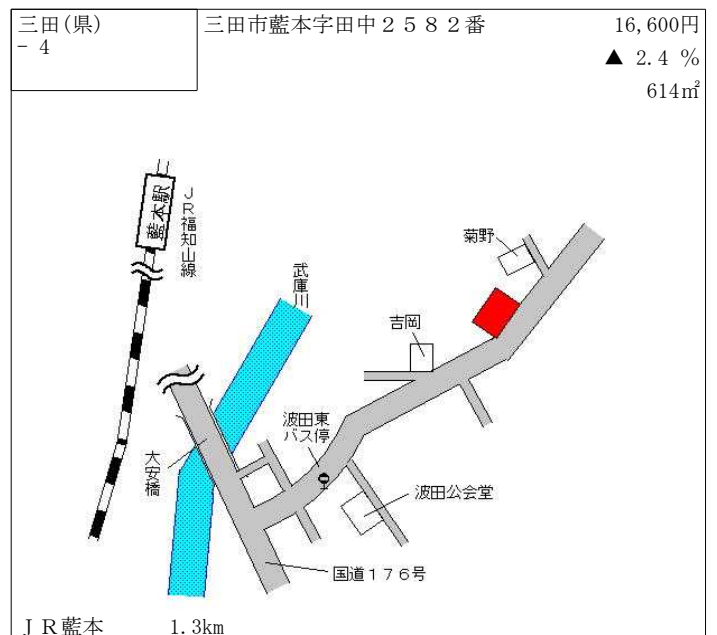 三田(県)
- 4
三田市藍本字田中２５８２番
16,600円
▲ 2.4 %
614㎡
藍本駅
ＪＲ福知山線
武庫川
菊野
吉岡
波田東
バス停
大安橋
波田公会堂
国道１７６号
ＪＲ藍本 1.3km